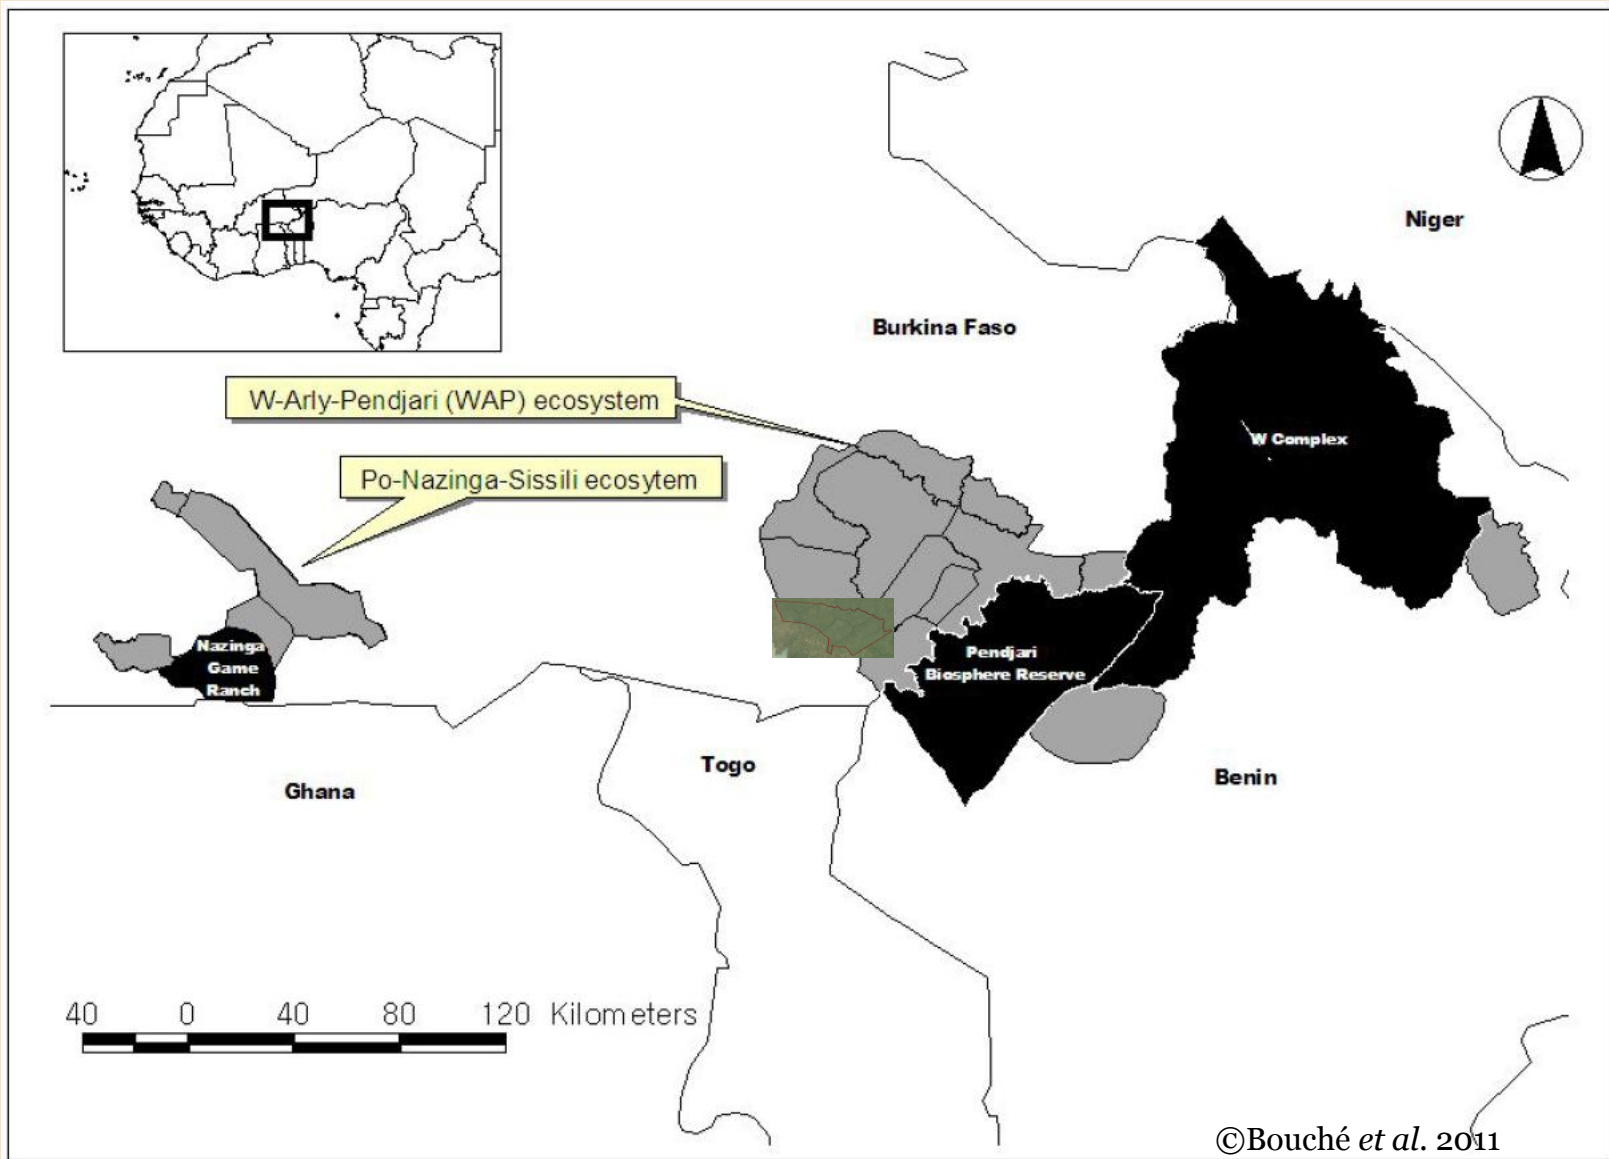 Niger
Burkina Faso
W-Arly-Pendjari (WAP) ecosystem
W Complex
Po-Nazinga-Sissili ecosytem
Nazinga
Game
Ranch
Pendjari
Biosphere Reserve
Togo
Benin
Ghana
40 0 40 80 120 Kilometers
©Bouché et al. 2011